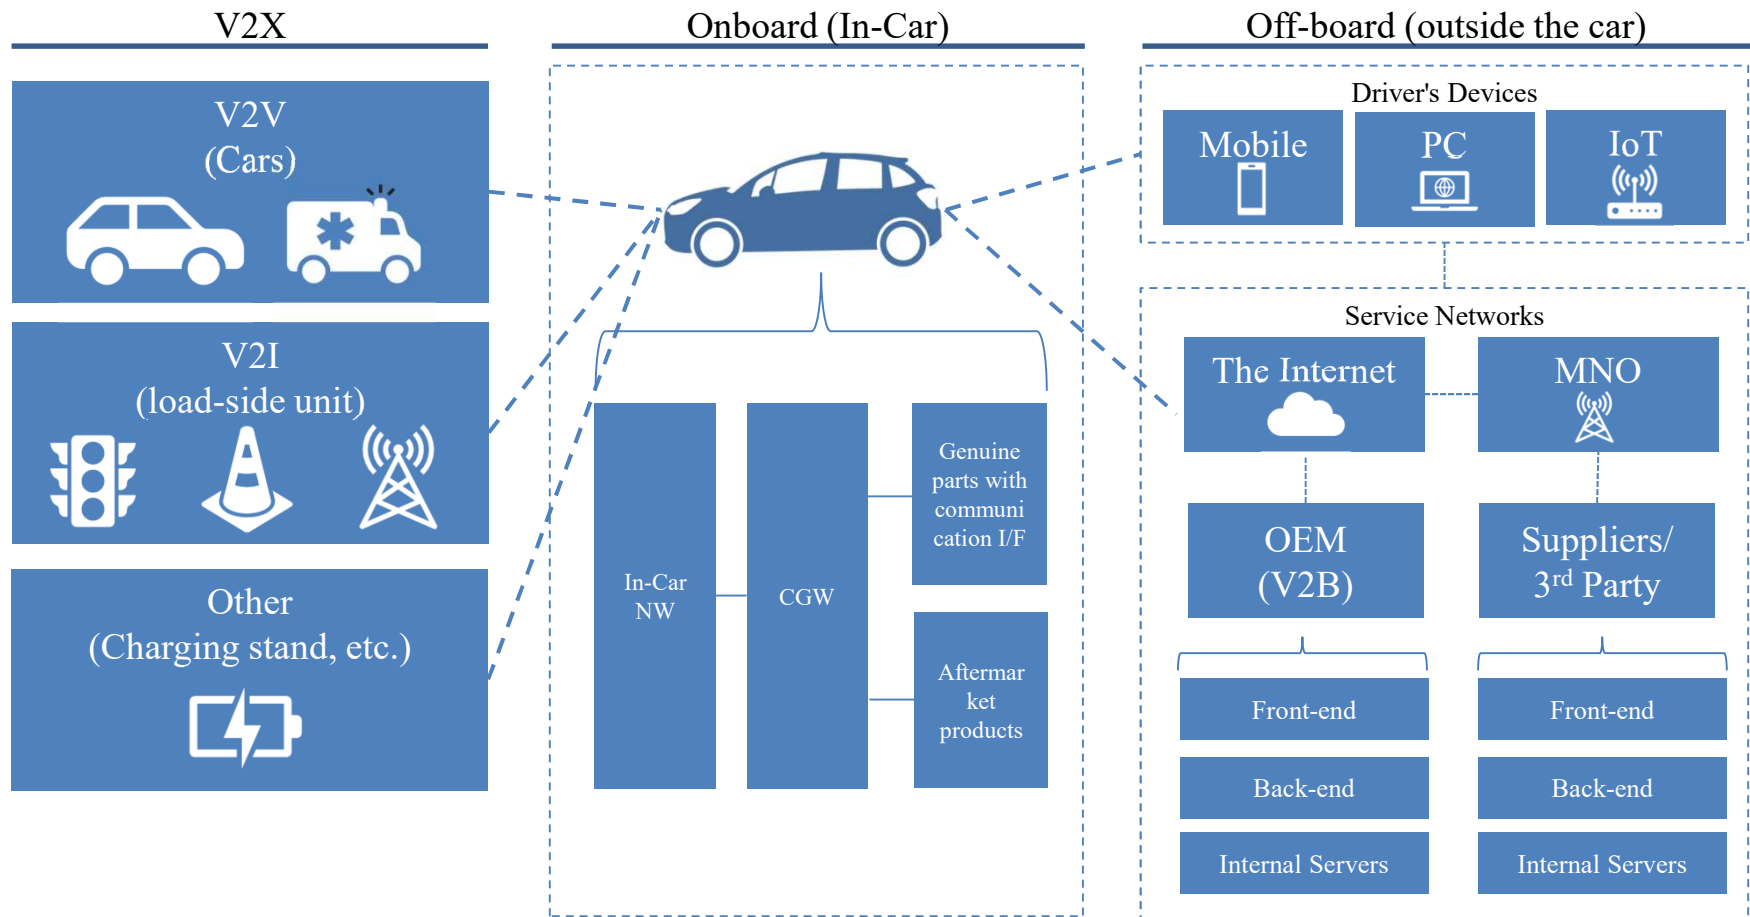 V2X
V2V
(Cars)
V2I
(load-side unit)
Other
(Charging stand, etc.)
Onboard (In-Car)
In-Car
NW
CGW
Genuine
parts with
communi
cation I/F
Aftermar
ket
products
Off-board (outside the car)
Driver's Devices
Mobile
PC
IoT
Service Networks
The Internet
MNO
OEM
(V2B)
Suppliers/
3rd Party
Front-end
Back-end
Internal Servers
Front-end
Back-end
Internal Servers